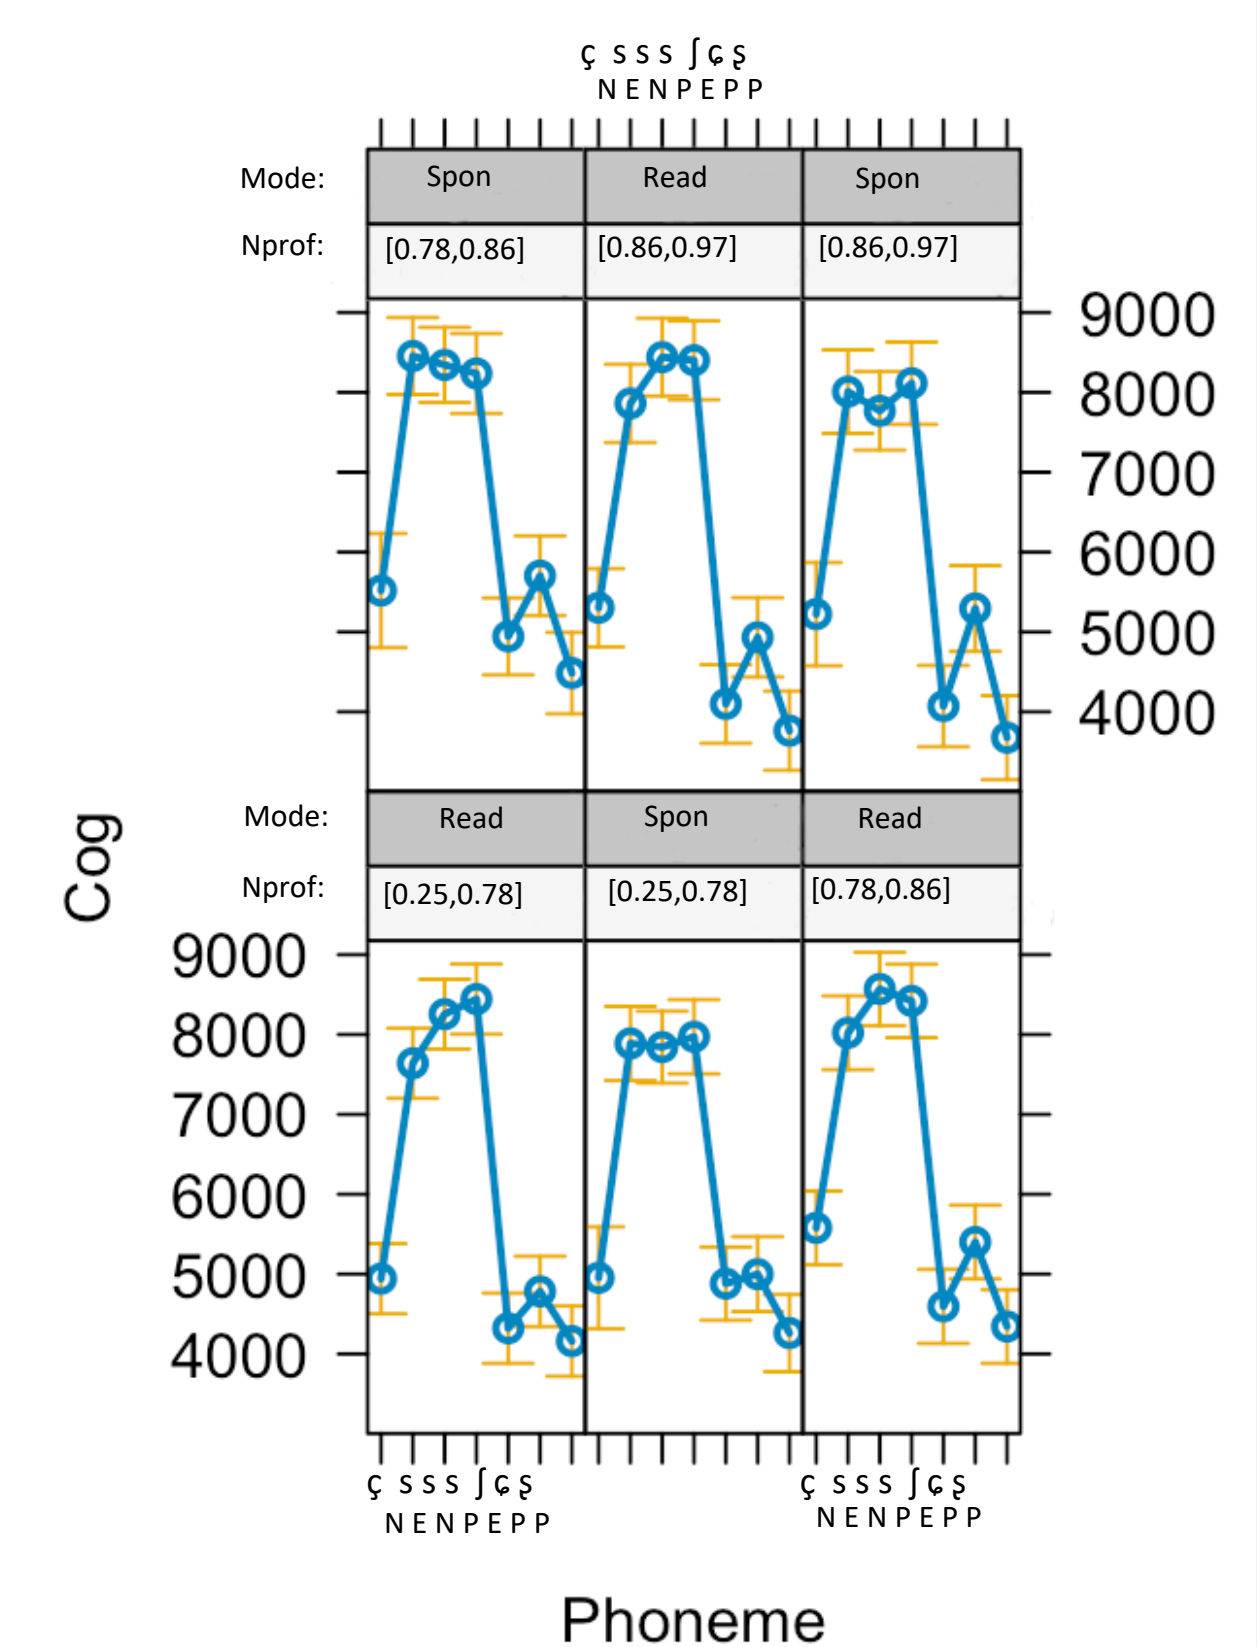 ç s s s ʃ ɕ ʂ
N E N P E P P
Mode: Spon Read Spon
Nprof: [0.78,0.86] [0.86,0.97] [0.86,0.97]
9000
8000
7000
6000
5000
4000
Cog
Mode: Read Spon Read
Nprof: [0.25,0.78] [0.25,0.78] [0.78,0.86]
9000
8000
7000
6000
5000
4000
ç s s s ʃ ɕ ʂ ç s s s ʃ ɕ ʂ
N E N P E P P N E N P E P P
Phoneme